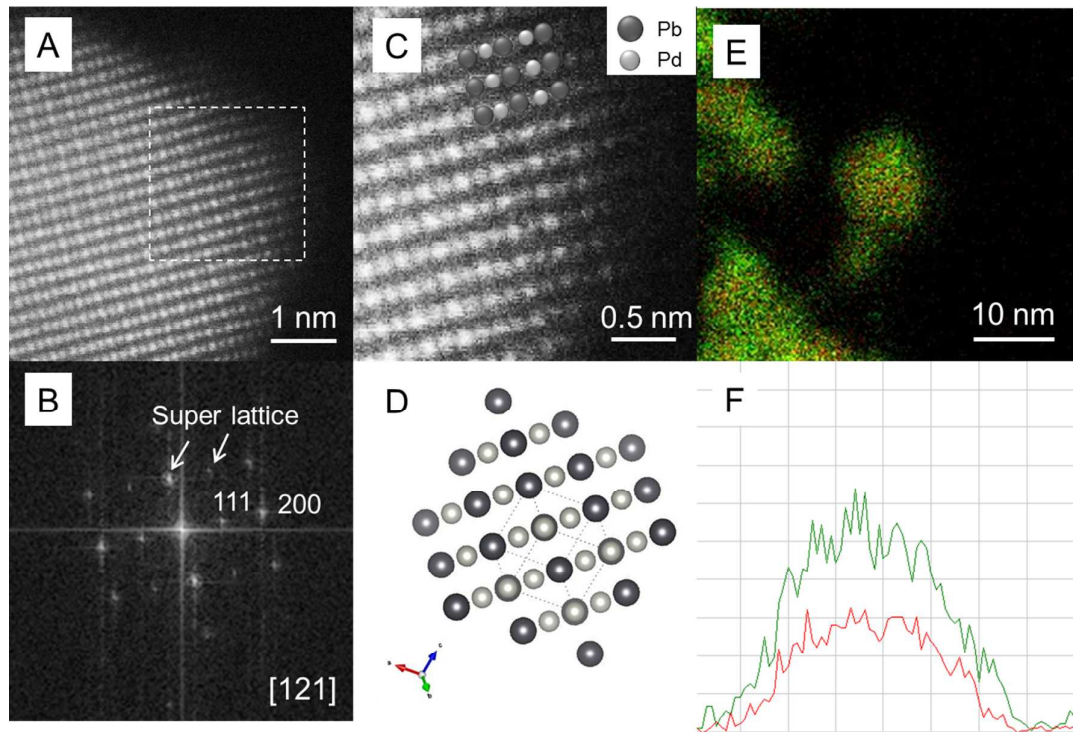 A
1 nm
C
Pb
Pd
0.5 nm
E
10 nm
B
Super lattice
111
200
[121]
D
a
c
b
F